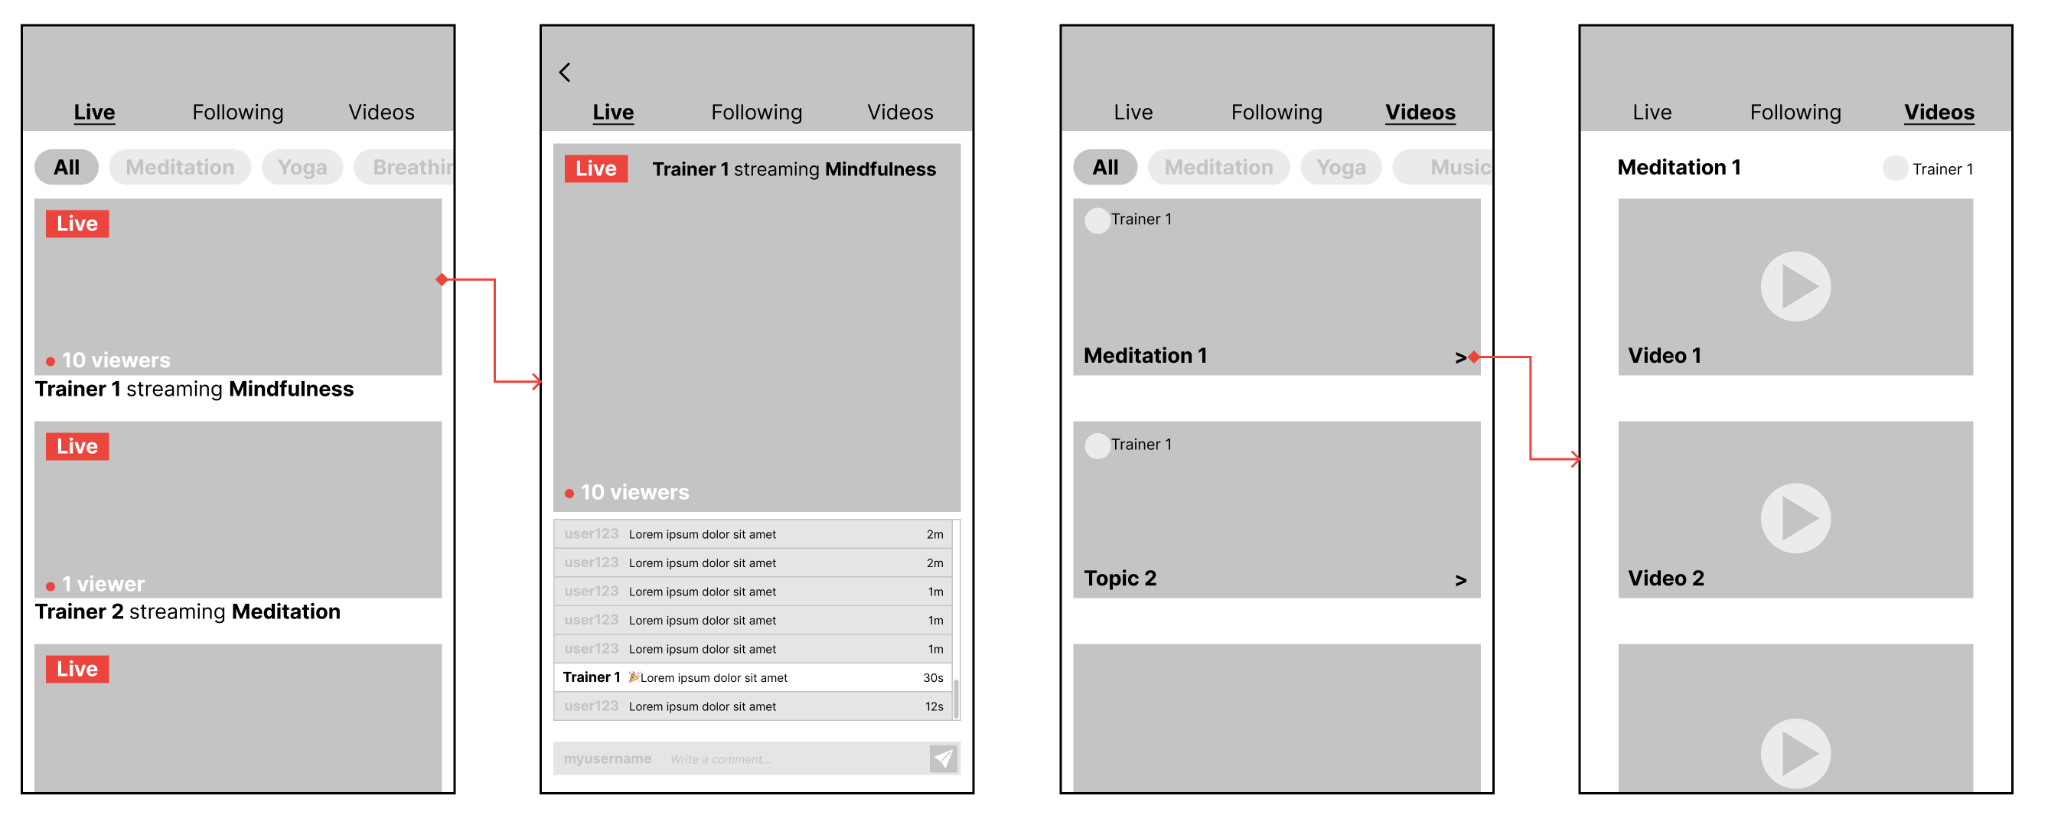 Live Following Videos
All Meditation Yoga Breathin
Live
10 viewers
Trainer 1 streaming Mindfulness
Live
1 viewer
Trainer 2 streaming Meditation
Live
<
Live Following Videos
Live Trainer 1 streaming Mindfulness
10 viewers
user123 Lorem ipsum dolor sit amet 2m
user123 Lorem ipsum dolor sit amet 2m
user123 Lorem ipsum dolor sit amet 1m
user123 Lorem ipsum dolor sit amet 1m
user123 Lorem ipsum dolor sit amet 1m
Trainer 1 🎉Lorem ipsum dolor sit amet 30s
user123 Lorem ipsum dolor sit amet 12s
myusername Write a comment...
Live Following Videos
All Meditation Yoga Music
Trainer 1
Meditation 1 >
Trainer 1
Topic 2 >
Live Following Videos
Meditation 1 Trainer 1
Video 1
Video 2